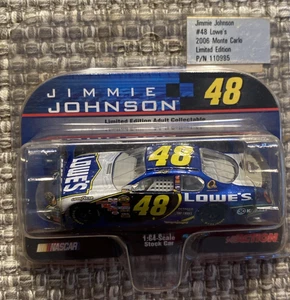 Jimmie Johnson
#48 Lowe's
2006 Monte Carlo
Limited Edition
P/N 110995
JIMMIE
JOHNSON
48
Limited Edition Adult Collectable
48
LOWE'S
48
LOWE'S
NASCAR
1:64 Scale
Stock Car